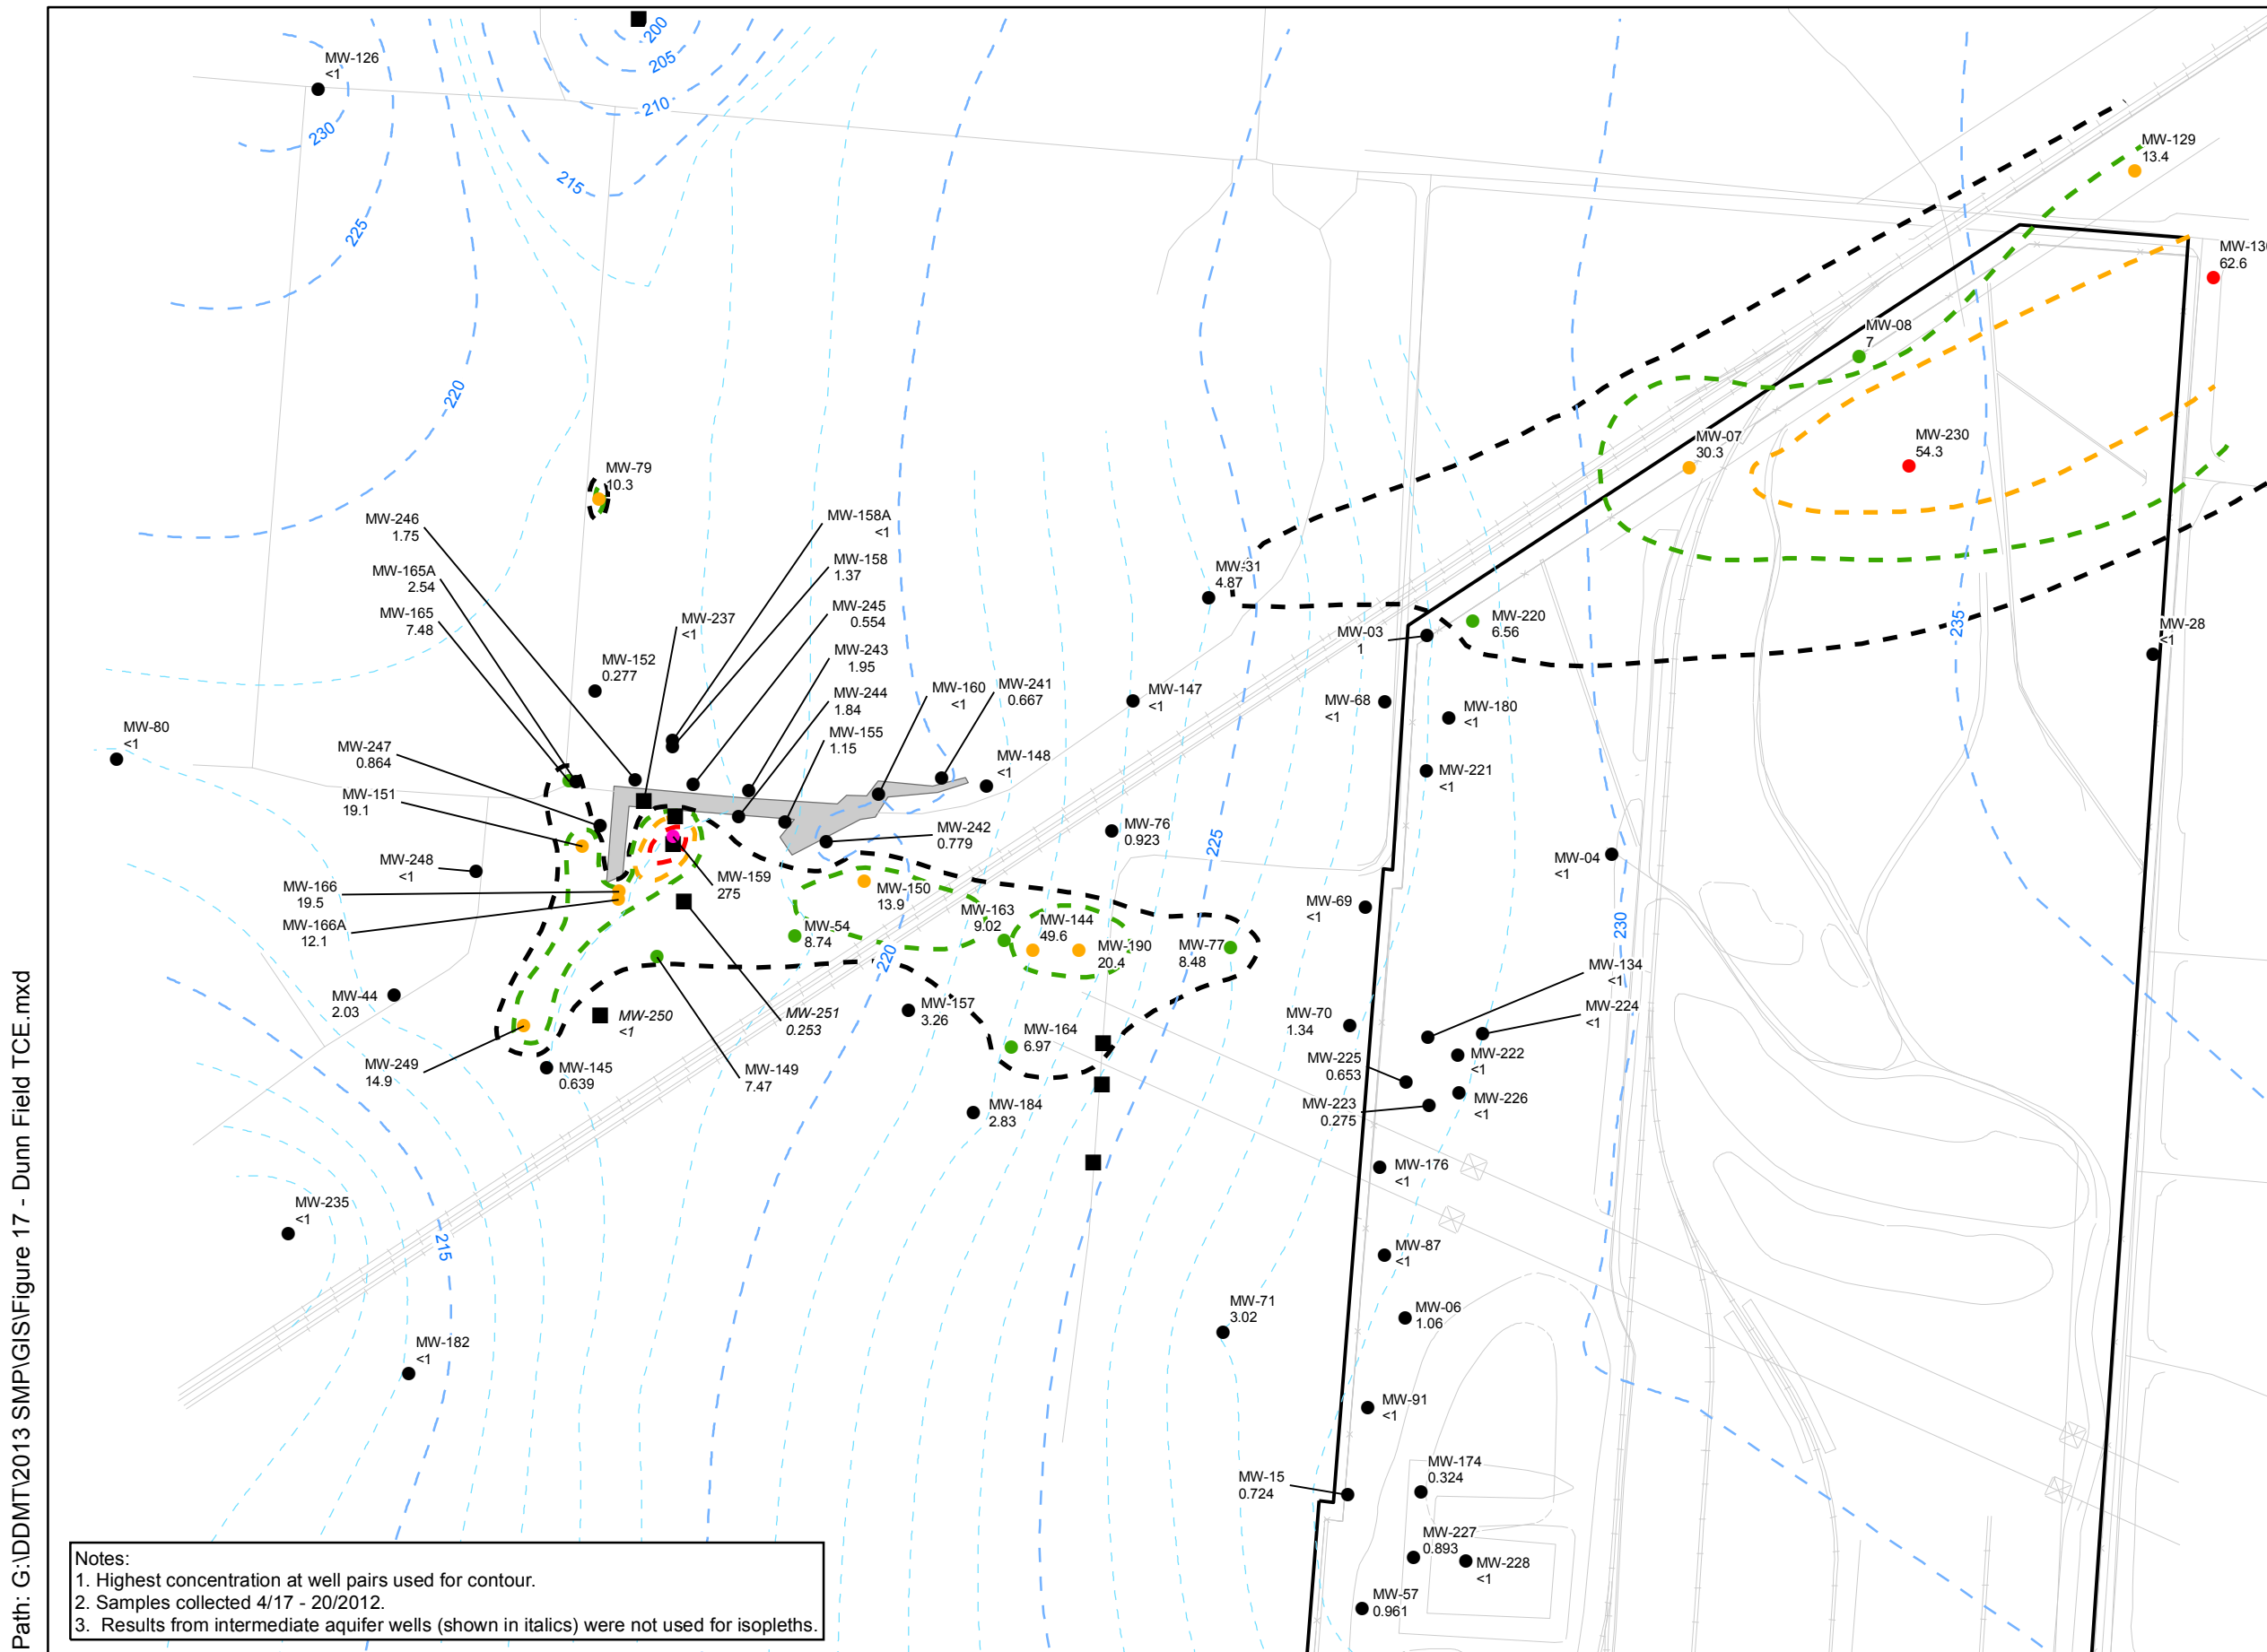 Path: G:\DDMT\2013 SMP\GIS\Figure 17 - Dunn Field TCE.mxd
200
205
210
215
MW-126
<1
230
225
220
MW-129
13.4
62.6
MW-08
7
MW-07
30.3
MW-230
54.3
MW-79
10.3
MW-246
1.75
MW-158A
<1
MW-165A
2.54
MW-158
1.37
MW-165
7.48
MW-237
<1
MW-245
0.554
MW-31
4.87
MW-220
6.56
MW-03
1
235
MW-28
<1
MW-243
1.95
MW-152
0.277
MW-244
1.84
MW-160
<1
MW-241
0.667
MW-147
<1
MW-68
<1
MW-180
<1
MW-80
<1
MW-247
0.864
MW-155
1.15
MW-148
<1
MW-221
<1
MW-151
19.1
MW-242
0.779
MW-76
0.923
225
MW-04
<1
MW-248
<1
MW-166
19.5
MW-159
275
MW-150
13.9
MW-69
<1
MW-166A
12.1
MW-54
8.74
MW-163
9.02
MW-144
49.6
MW-190
20.4
MW-77
8.48
230
220
MW-134
<1
MW-44
2.03
MW-250
<1
MW-251
0.253
MW-157
3.26
MW-70
1.34
MW-224
<1
MW-164
6.97
MW-249
14.9
MW-145
0.639
MW-149
7.47
MW-225
0.653
MW-222
<1
MW-184
2.83
MW-223
0.275
MW-226
<1
MW-176
<1
MW-235
<1
215
MW-87
<1
MW-71
3.02
MW-06
1.06
MW-182
<1
MW-91
<1
MW-174
0.324
MW-15
0.724
MW-227
0.893
MW-228
<1
MW-57
0.961
Notes:
1. Highest concentration at well pairs used for contour.
2. Samples collected 4/17 - 20/2012.
3. Results from intermediate aquifer wells (shown in italics) were not used for isopleths.